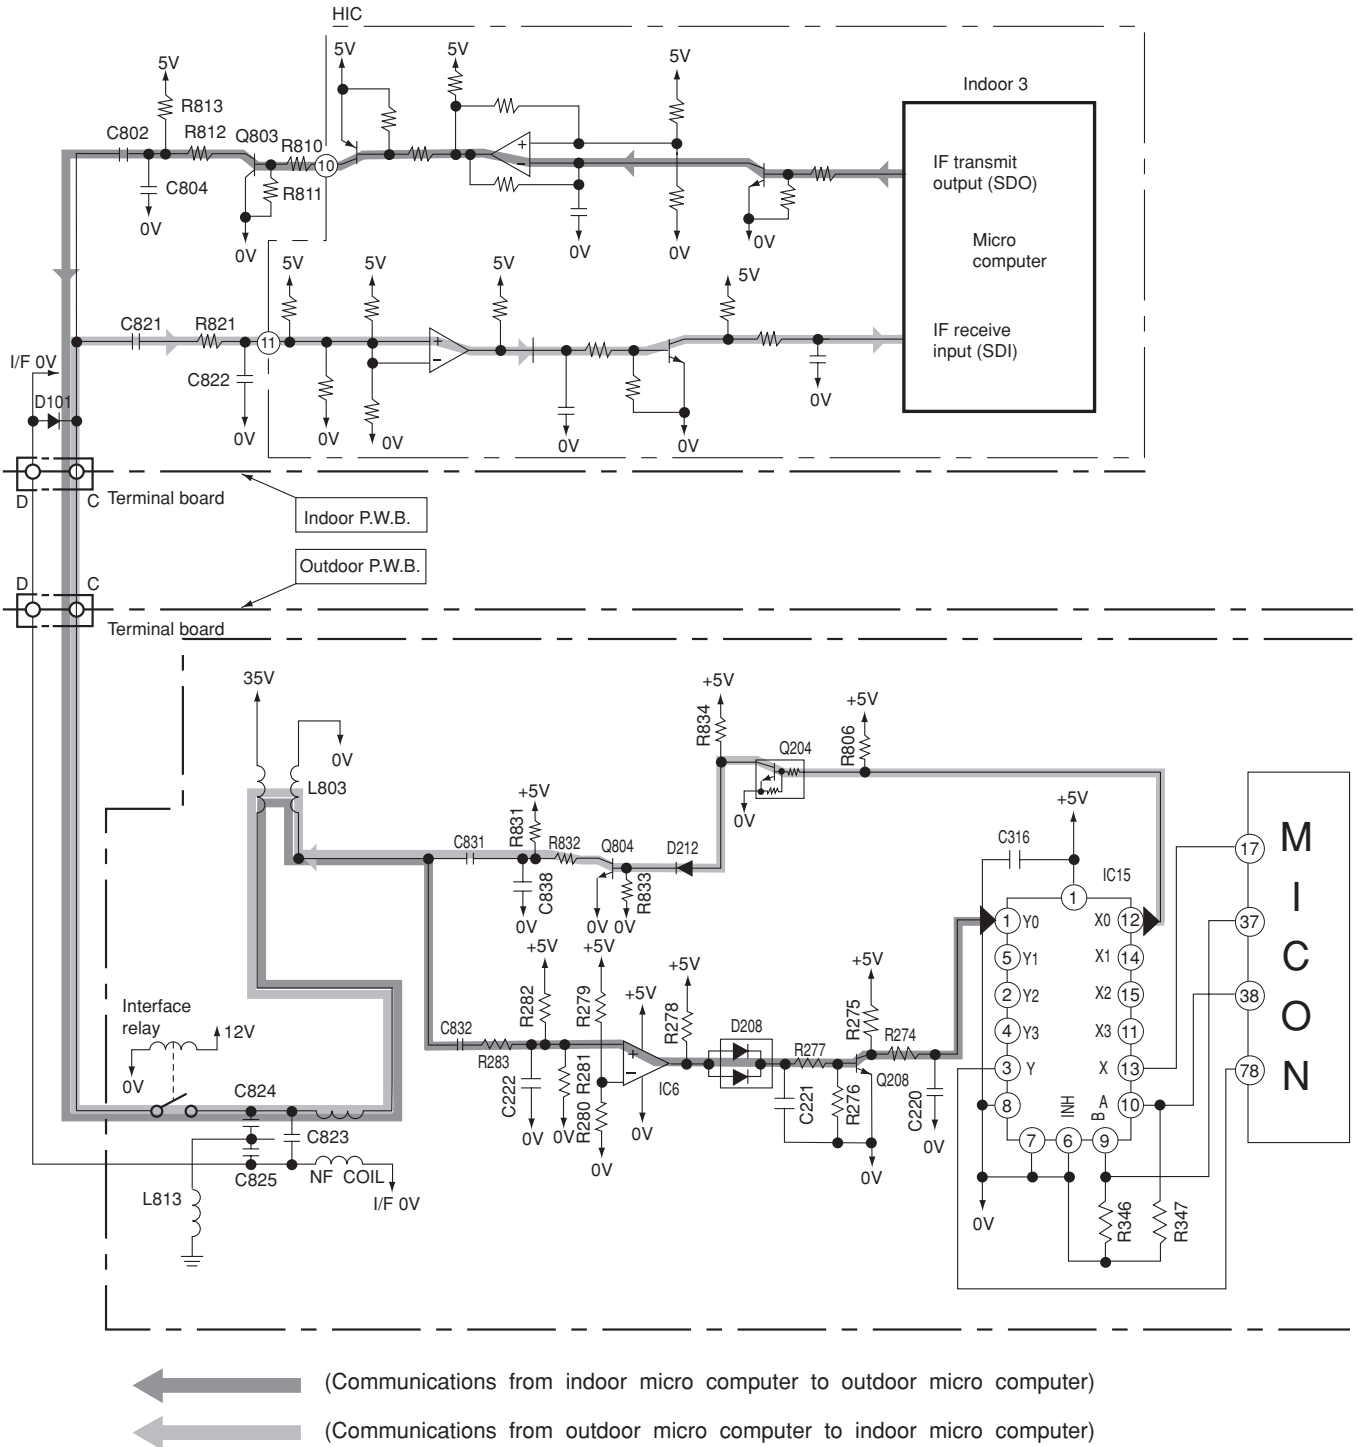 HIC
5V
5V
5V
5V
Indoor 3
R813
C802
R812
Q803
R810
10
R811
C804
0V
0V
+
−
0V
0V
0V
IF transmit
output (SDO)
Micro
computer
5V
5V
5V
5V
C821
R821
11
+
−
IF receive
input (SDI)
I/F 0V
C822
D101
0V
0V
0V
0V
0V
0V
D
C
Terminal board
Indoor P.W.B.
Outdoor P.W.B.
D
C
Terminal board
35V
0V
L803
+5V
R834
Q204
0V
+5V
R806
+5V
C831
R831
R832
Q804
D212
C838
R833
0V
0V
0V
+5V
C316
IC15
1
1
Y0
X0
12
5
Y1
X1
14
2
Y2
X2
15
4
Y3
X3
11
3
Y
X
13
8
INH
B
A
10
7
6
9
0V
R346
R347
17
37
38
78
M
I
C
O
N
+5V
+5V
+5V
+5V
+5V
R282
R279
R278
D208
R275
R274
C832
R283
C222
R281
R280
+
−
IC6
R277
C221
R276
Q208
C220
0V
0V
0V
0V
0V
0V
Interface
relay
12V
0V
C824
C823
C825
NF COIL
I/F 0V
L813
(Communications from indoor micro computer to outdoor micro computer)
(Communications from outdoor micro computer to indoor micro computer)